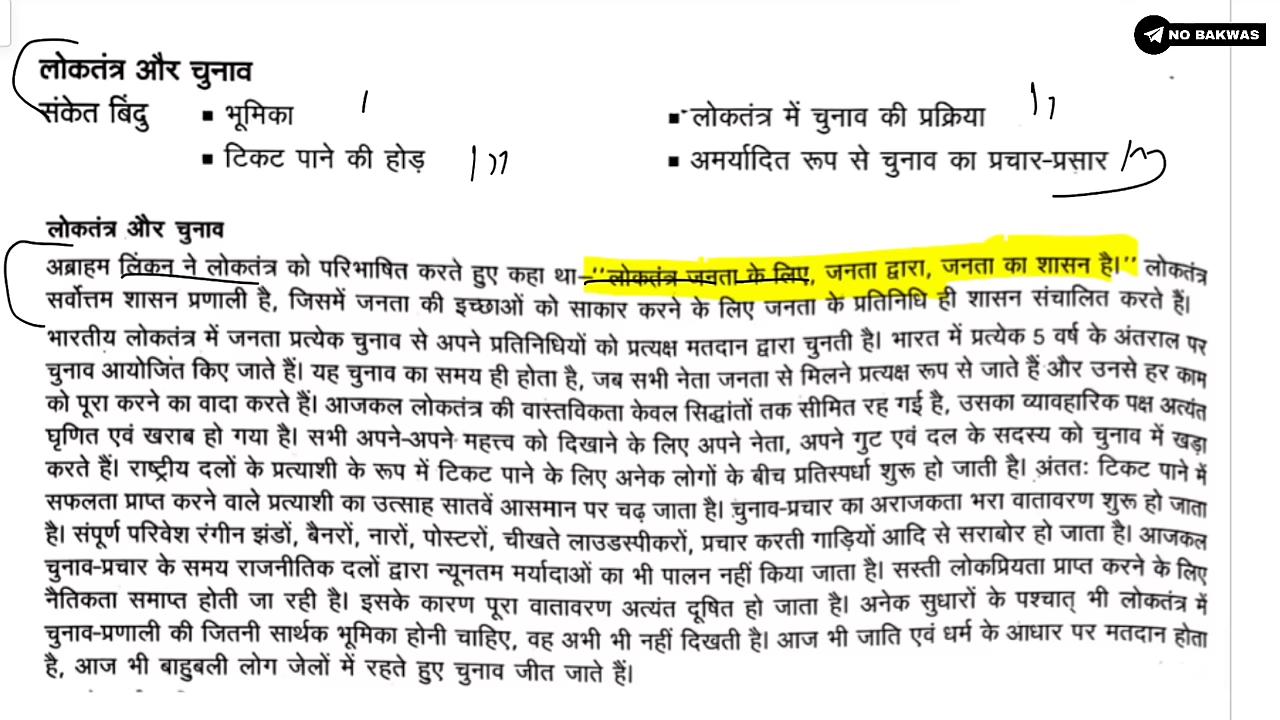 NO BAKWAS
लोकतंत्र और चुनाव
संकेत बिंदु ▪ भूमिका ▪ लोकतंत्र में चुनाव की प्रक्रिया
▪ टिकट पाने की होड़ ▪ अमर्यादित रूप से चुनाव का प्रचार-प्रसार
लोकतंत्र और चुनाव
अब्राहम लिंकन ने लोकतंत्र को परिभाषित करते हुए कहा था–''लोकतंत्र जनता के लिए, जनता द्वारा, जनता का शासन है।'' लोकतंत्र
सर्वोत्तम शासन प्रणाली है, जिसमें जनता की इच्छाओं को साकार करने के लिए जनता के प्रतिनिधि ही शासन संचालित करते हैं।
भारतीय लोकतंत्र में जनता प्रत्येक चुनाव से अपने प्रतिनिधियों को प्रत्यक्ष मतदान द्वारा चुनती है। भारत में प्रत्येक 5 वर्ष के अंतराल पर
चुनाव आयोजित किए जाते हैं। यह चुनाव का समय ही होता है, जब सभी नेता जनता से मिलने प्रत्यक्ष रूप से जाते हैं और उनसे हर काम
को पूरा करने का वादा करते हैं। आजकल लोकतंत्र की वास्तविकता केवल सिद्धांतों तक सीमित रह गई है, उसका व्यावहारिक पक्ष अत्यंत
घृणित एवं खराब हो गया है। सभी अपने-अपने महत्त्व को दिखाने के लिए अपने नेता, अपने गुट एवं दल के सदस्य को चुनाव में खड़ा
करते हैं। राष्ट्रीय दलों के प्रत्याशी के रूप में टिकट पाने के लिए अनेक लोगों के बीच प्रतिस्पर्धा शुरू हो जाती है। अंततः टिकट पाने में
सफलता प्राप्त करने वाले प्रत्याशी का उत्साह सातवें आसमान पर चढ़ जाता है। चुनाव-प्रचार का अराजकता भरा वातावरण शुरू हो जाता
है। संपूर्ण परिवेश रंगीन झंडों, बैनरों, नारों, पोस्टरों, चीखते लाउडस्पीकरों, प्रचार करती गाड़ियों आदि से सराबोर हो जाता है। आजकल
चुनाव-प्रचार के समय राजनीतिक दलों द्वारा न्यूनतम मर्यादाओं का भी पालन नहीं किया जाता है। सस्ती लोकप्रियता प्राप्त करने के लिए
नैतिकता समाप्त होती जा रही है। इसके कारण पूरा वातावरण अत्यंत दूषित हो जाता है। अनेक सुधारों के पश्चात् भी लोकतंत्र में
चुनाव-प्रणाली की जितनी सार्थक भूमिका होनी चाहिए, वह अभी भी नहीं दिखती है। आज भी जाति एवं धर्म के आधार पर मतदान होता
है, आज भी बाहुबली लोग जेलों में रहते हुए चुनाव जीत जाते हैं।